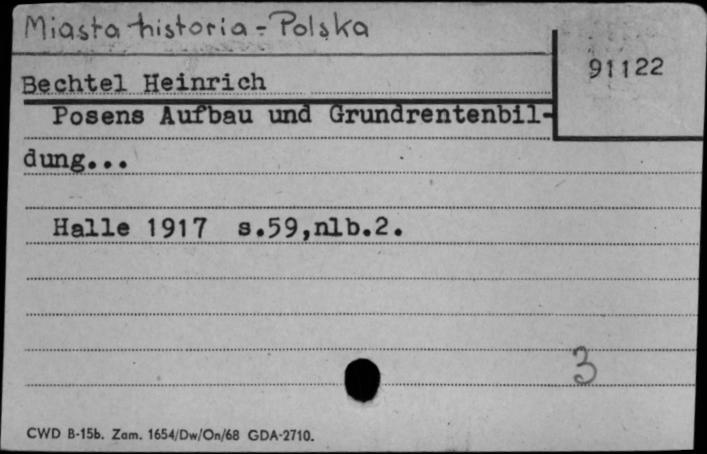 Miasta-historia-Polska
91122
Bechtel Heinrich
Posens Aufbau und Grundrentenbil-
dung...
Halle 1917 s.59,nlb.2.
3
CWD B-15b. Zam. 1654/Dw/On/68 GDA-2710.